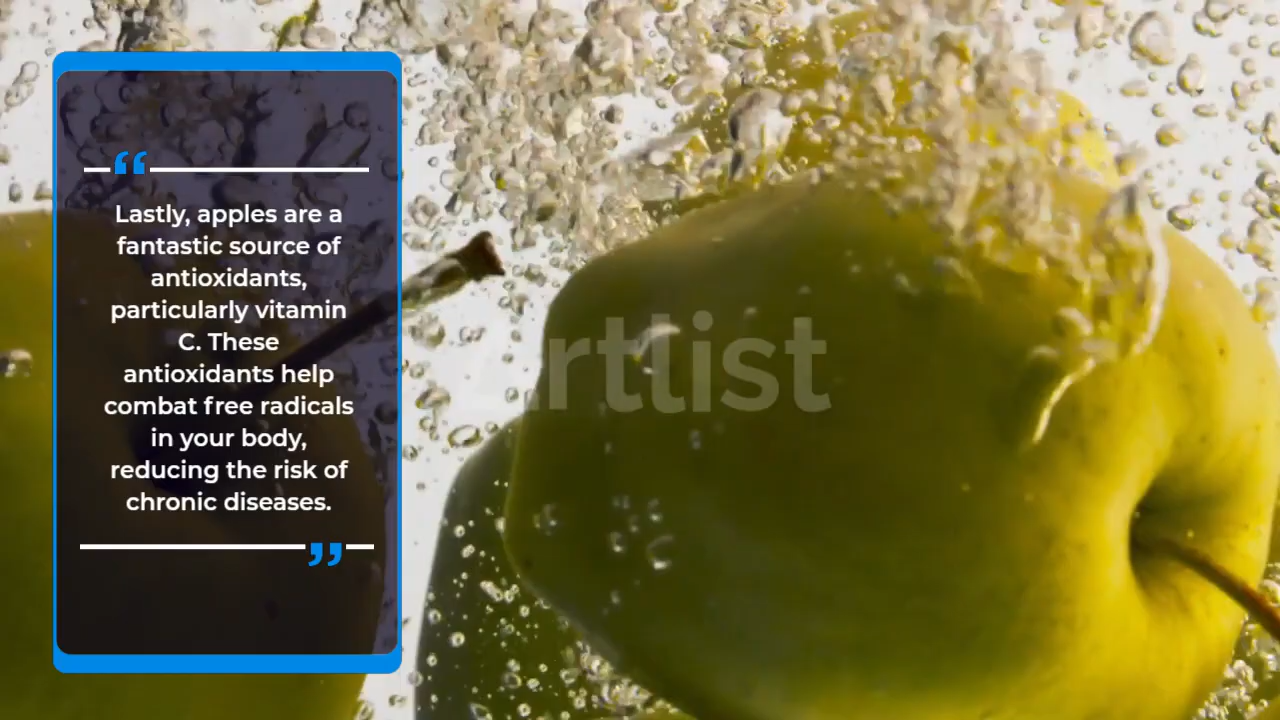 Lastly, apples are a
fantastic source of
antioxidants,
particularly vitamin
C. These
antioxidants help
combat free radicals
in your body,
reducing the risk of
chronic diseases.
Artlist